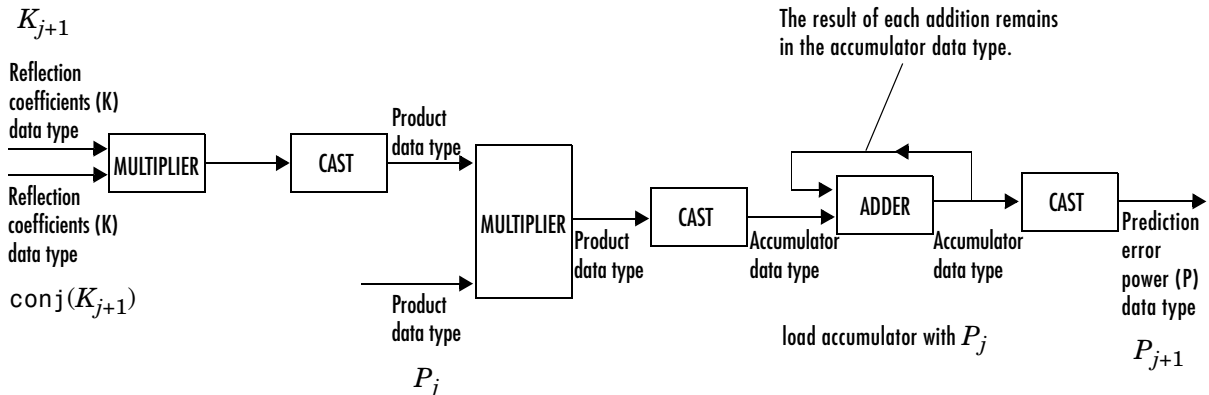 K_{j+1}
Reflection
coefficients (K)
data type
MULTIPLIER
Reflection
coefficients (K)
data type
conj(K_{j+1})
CAST
Product
data type
MULTIPLIER
Product
data type
P_j
Product
data type
CAST
Accumulator
data type
The result of each addition remains
in the accumulator data type.
ADDER
Accumulator
data type
load accumulator with P_j
CAST
Prediction
error
power (P)
data type
P_{j+1}